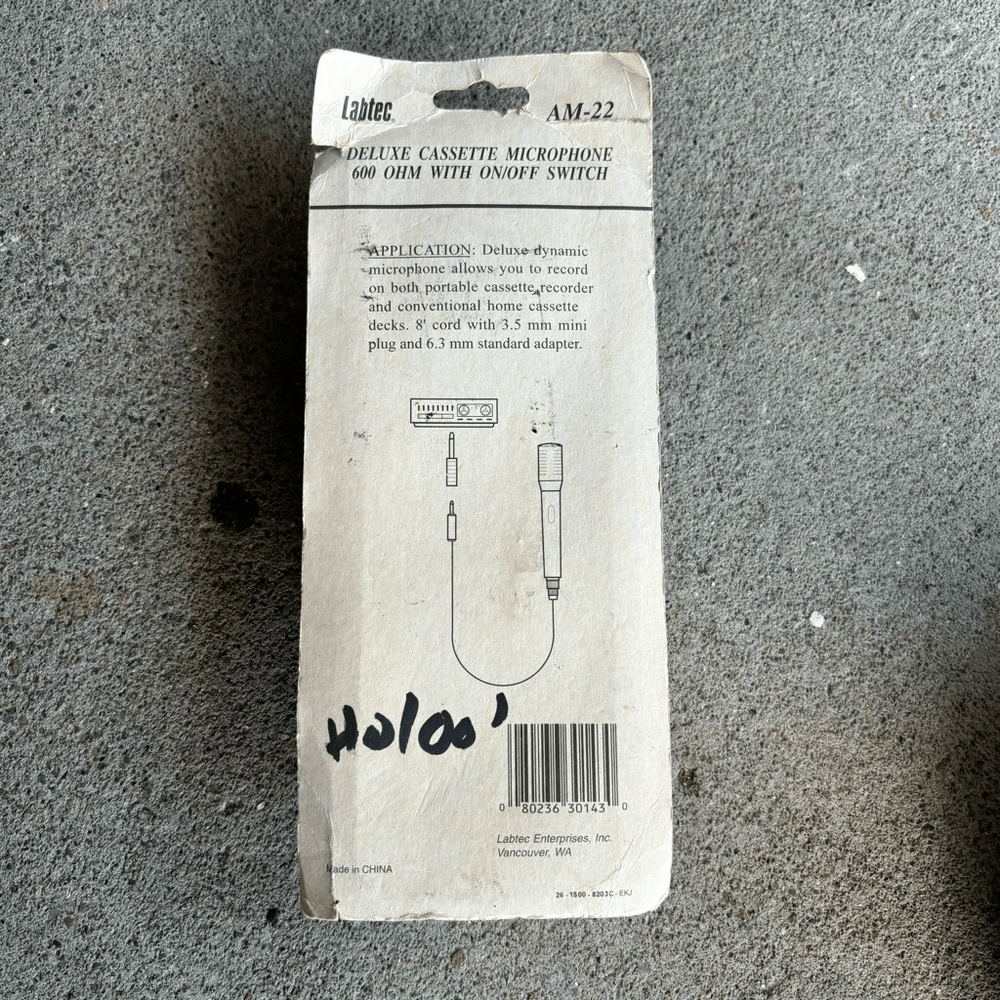 Labtec® AM-22
DELUXE CASSETTE MICROPHONE
600 OHM WITH ON/OFF SWITCH
APPLICATION: Deluxe dynamic
microphone allows you to record
on both portable cassette recorder
and conventional home cassette
decks. 8' cord with 3.5 mm mini
plug and 6.3 mm standard adapter.
0 80236 30143 0
Labtec Enterprises, Inc.
Vancouver, WA
Made in CHINA
26-1500-8203C-EKJ